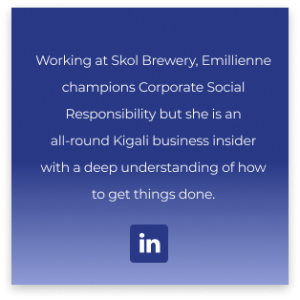 Working at Skol Brewery, Emillienne
champions Corporate Social
Responsibility but she is an
all-round Kigali business insider
with a deep understanding of how
to get things done.
in